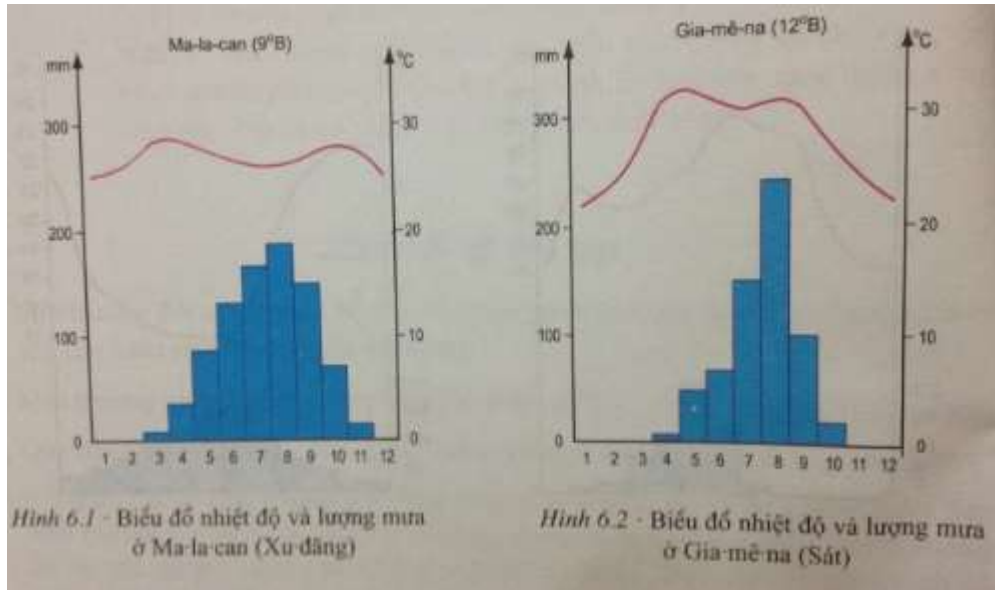 Ma-la-can (9°B)
mm
°C
300
200
100
0
30
20
10
0
1 2 3 4 5 6 7 8 9 10 11 12
Hình 6.1 - Biểu đồ nhiệt độ và lượng mưa
ở Ma-la-can (Xu-đăng)
Gia-mê-na (12°B)
mm
°C
300
200
100
0
30
20
10
0
1 2 3 4 5 6 7 8 9 10 11 12
Hình 6.2 - Biểu đồ nhiệt độ và lượng mưa
ở Gia-mê-na (Sát)